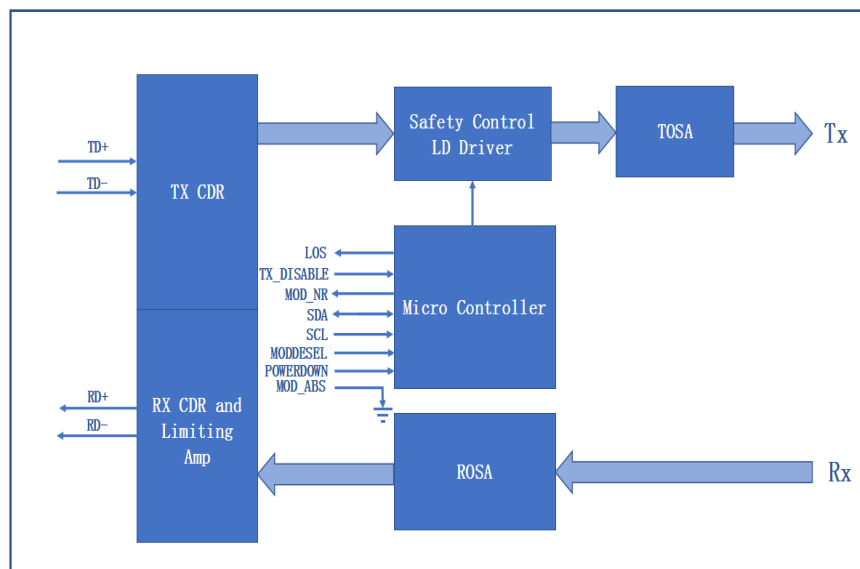 TD+
TD-
TX CDR
Safety Control
LD Driver
TOSA
Tx
LOS
TX_DISABLE
MOD_NR
SDA
SCL
MODDESEL
POWERDOWN
MOD_ABS
Micro Controller
RD+
RD-
RX CDR and
Limiting
Amp
ROSA
Rx